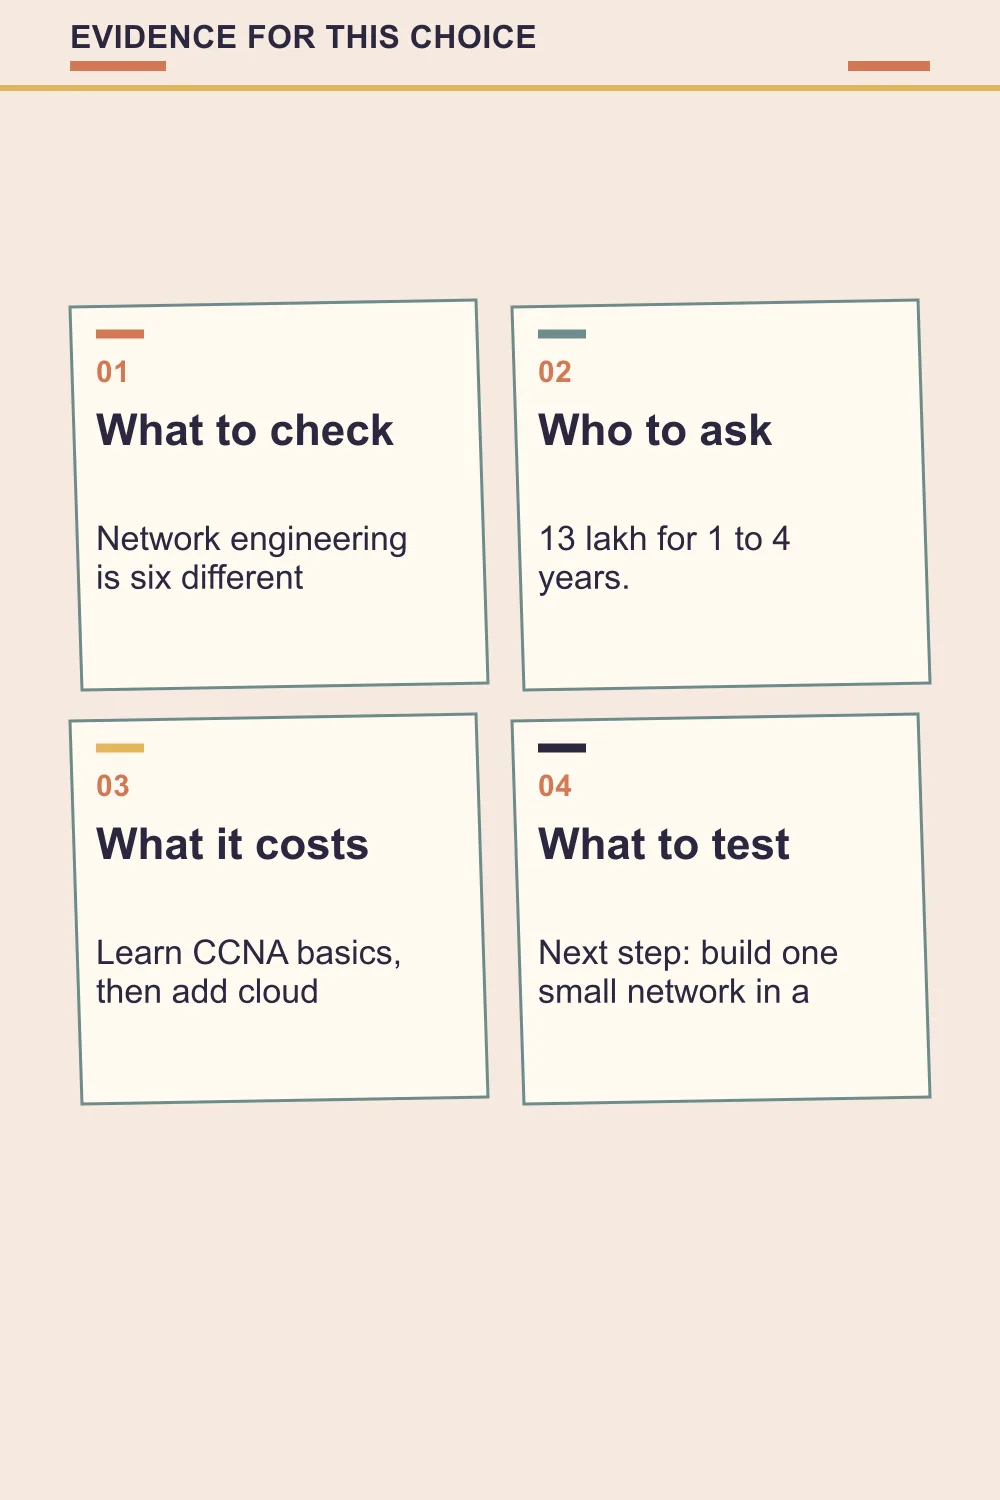 EVIDENCE FOR THIS CHOICE
01
What to check
Network engineering
is six different
02
Who to ask
13 lakh for 1 to 4
years.
03
What it costs
Learn CCNA basics,
then add cloud
04
What to test
Next step: build one
small network in a